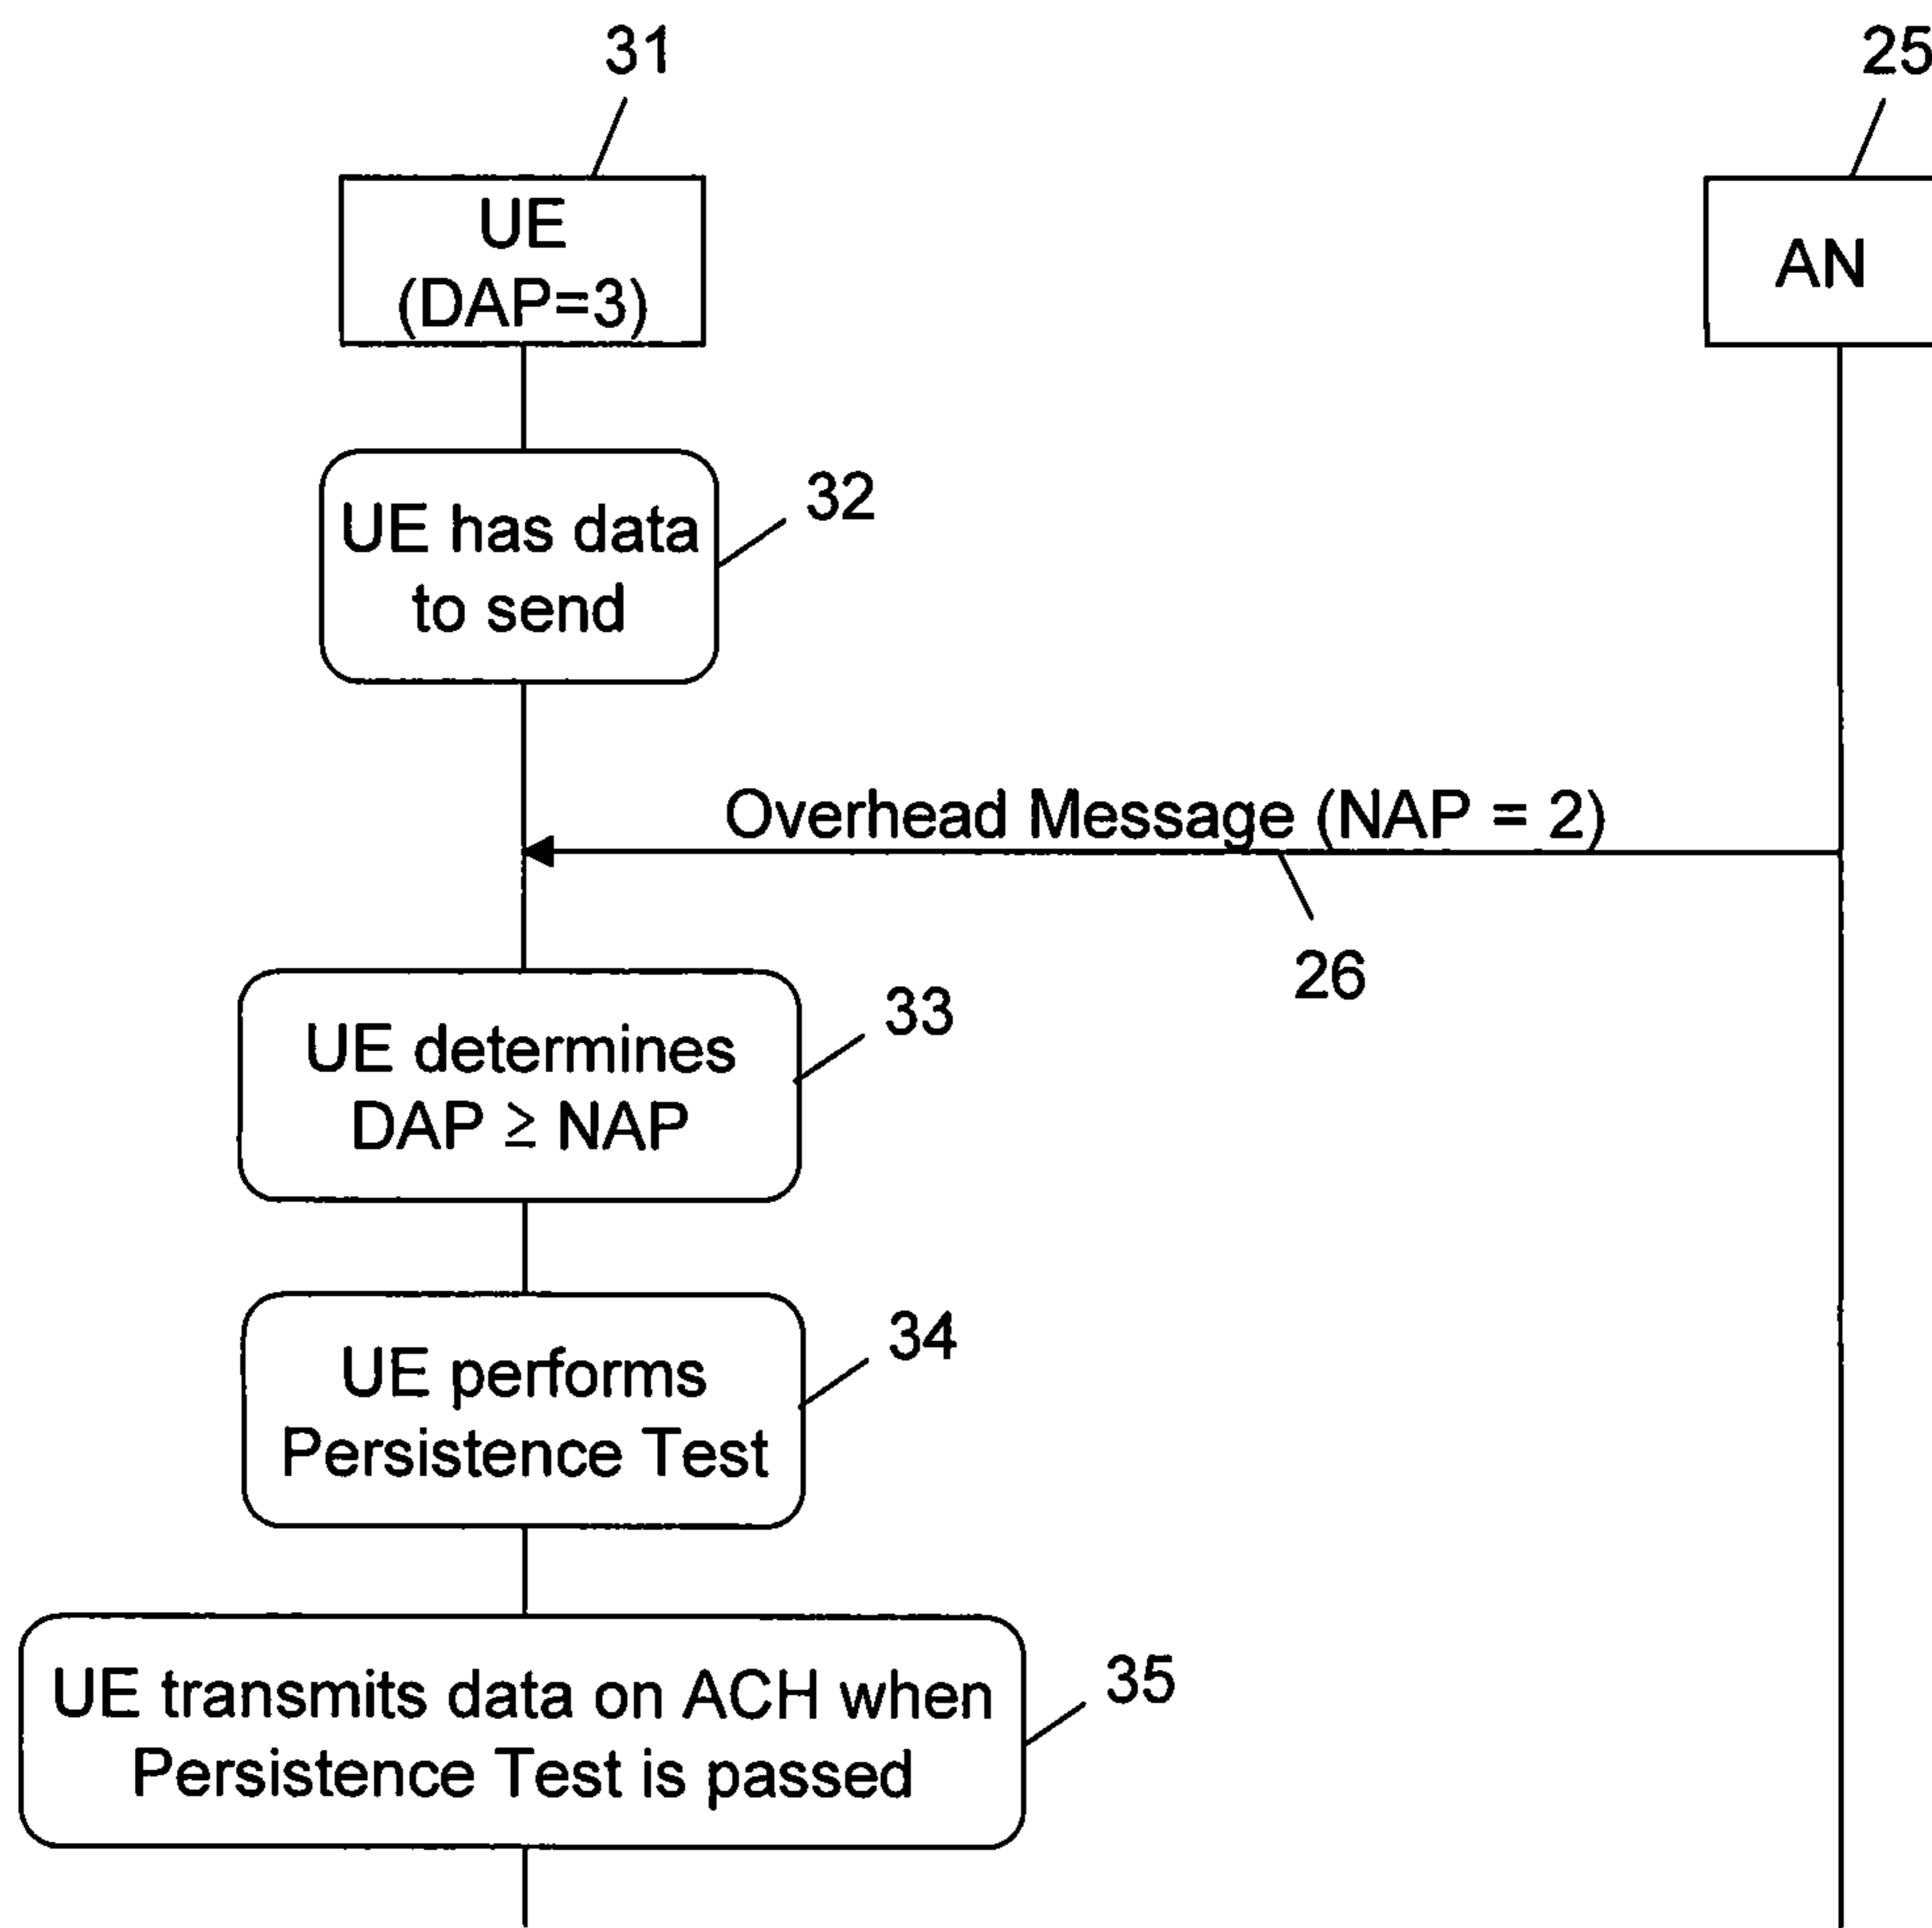 31
25
UE
(DAP=3)
AN
UE has data
to send
32
Overhead Message (NAP = 2)
26
UE determines
DAP ≥ NAP
33
UE performs
Persistence Test
34
UE transmits data on ACH when
Persistence Test is passed
35